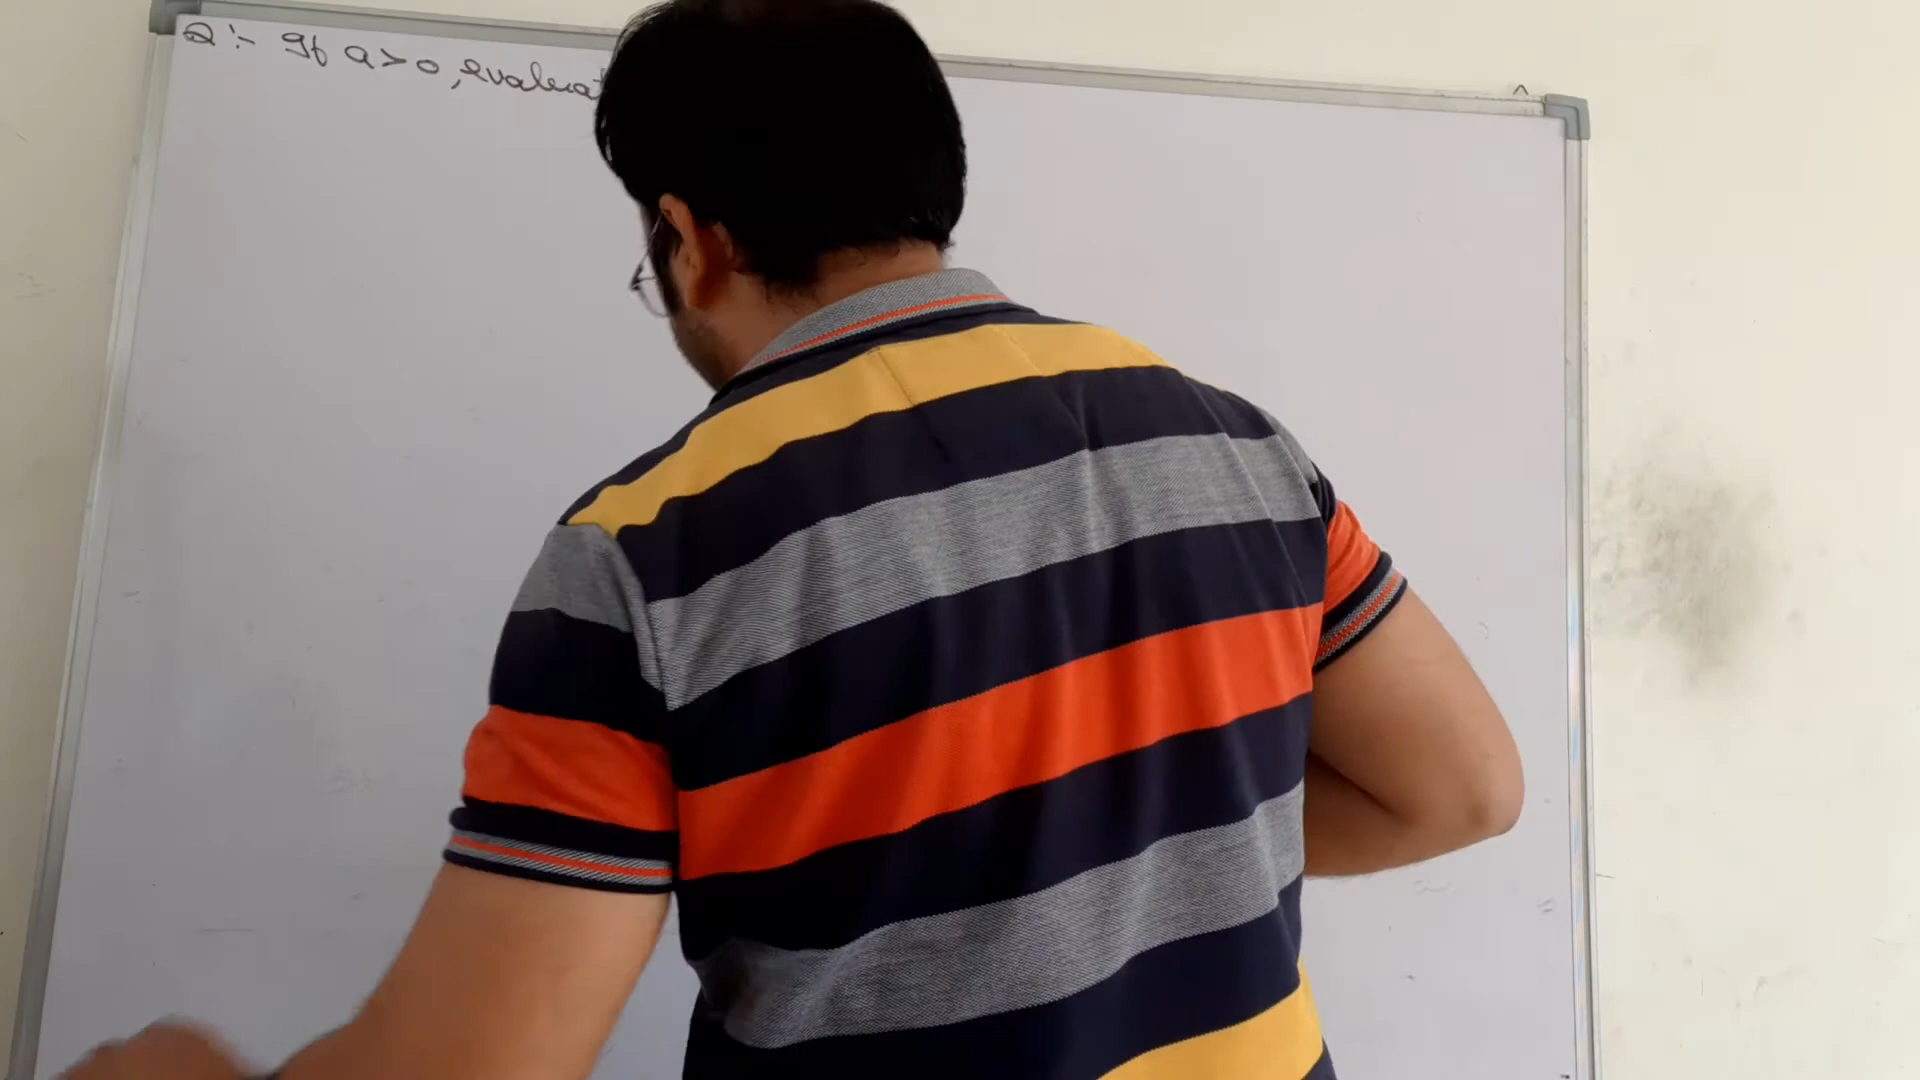 Q:- If a>0, evaluat